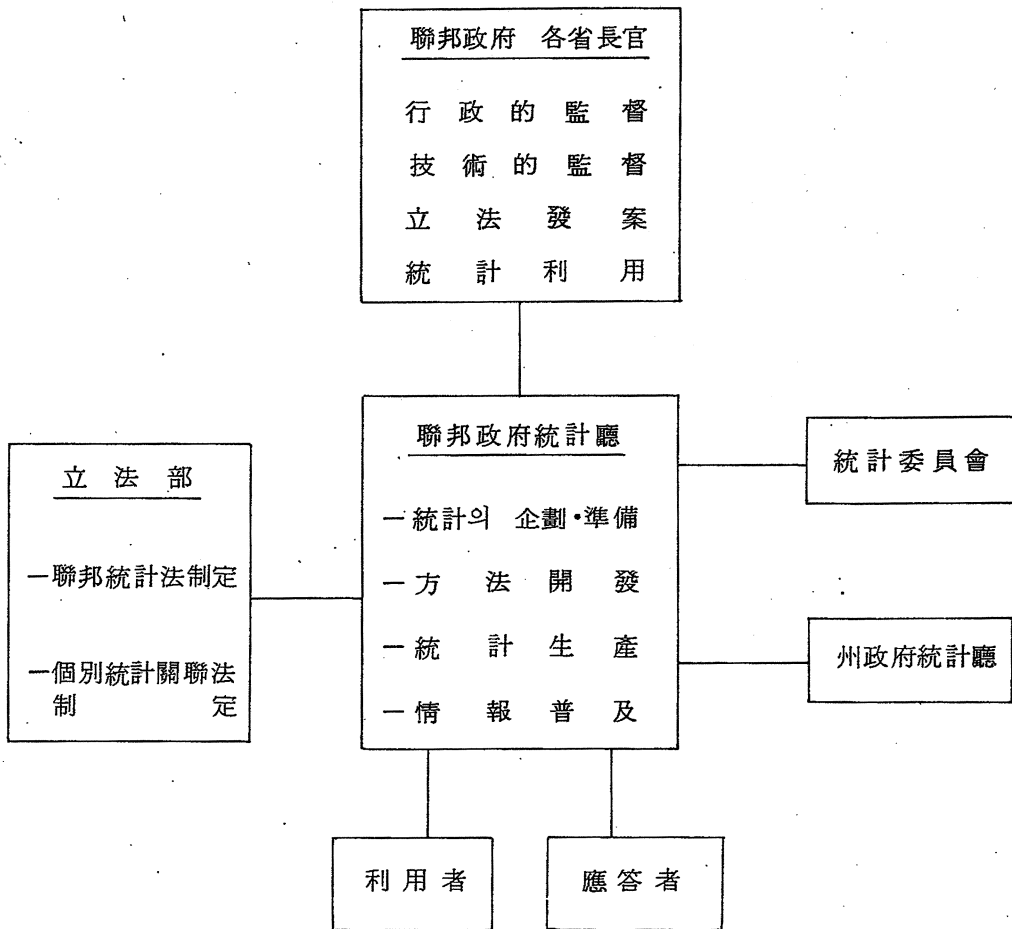 聯邦政府 各省長官
行政的監督
技術的監督
立法發案
統計利用
聯邦政府統計廳
一統計의 企劃·準備
一方法開發
一統計生產
一情報普及
立法部
一聯邦統計法制定
一個別統計關聯法
制定
統計委員會
州政府統計廳
利用者
應答者